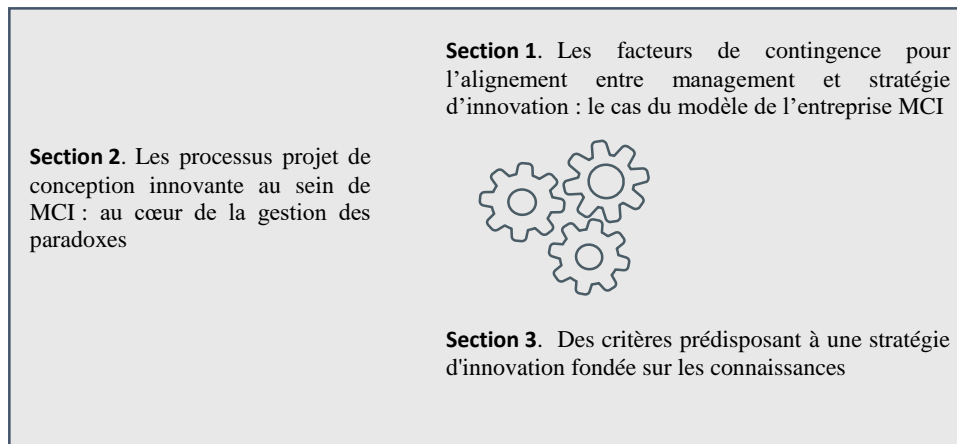 Section 1. Les facteurs de contingence pour
l’alignement entre management et stratégie
d’innovation : le cas du modèle de l’entreprise MCI
Section 2. Les processus projet de
conception innovante au sein de
MCI : au cœur de la gestion des
paradoxes
Section 3. Des critères prédisposant à une stratégie
d'innovation fondée sur les connaissances